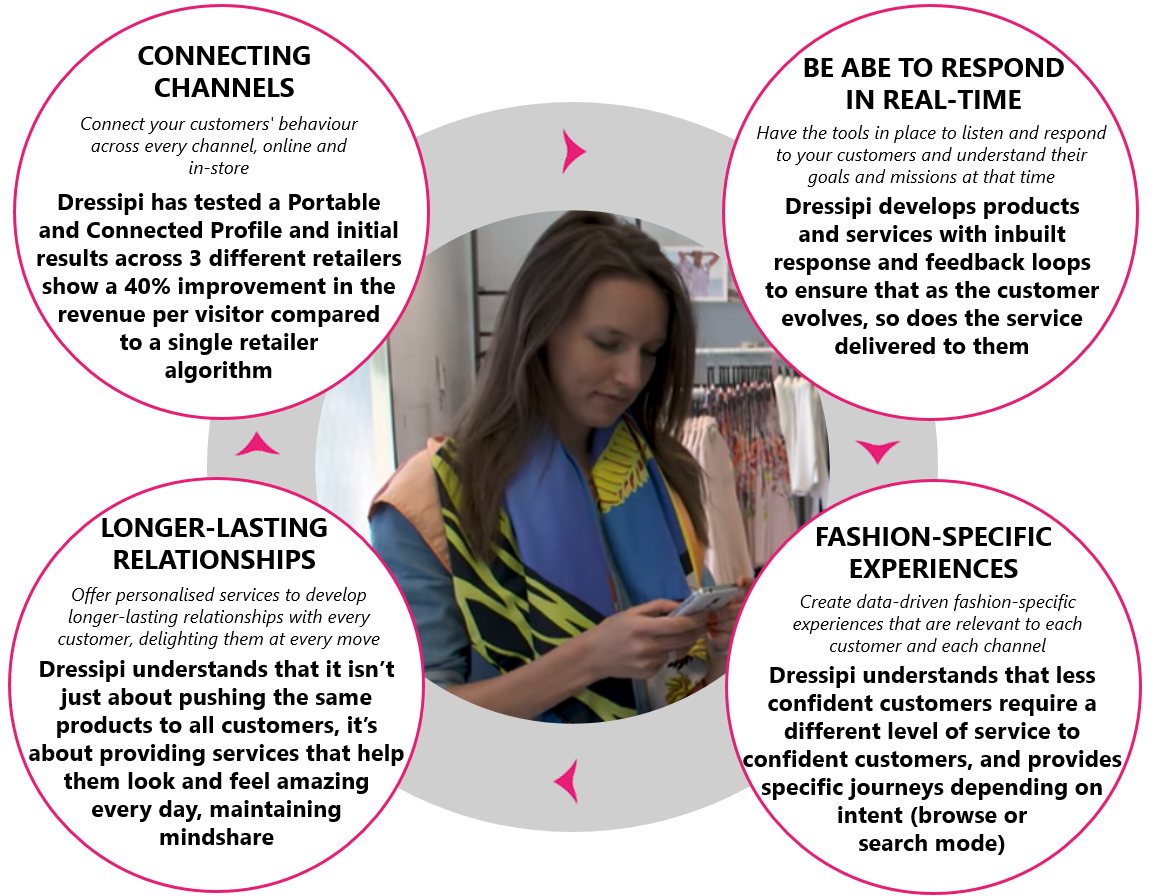 CONNECTING
CHANNELS
Connect your customers' behaviour
across every channel, online and
in-store
Dressipi has tested a Portable
and Connected Profile and initial
results across 3 different retailers
show a 40% improvement in the
revenue per visitor compared
to a single retailer
algorithm
BE ABE TO RESPOND
IN REAL-TIME
Have the tools in place to listen and respond
to your customers and understand their
goals and missions at that time
Dressipi develops products
and services with inbuilt
response and feedback loops
to ensure that as the customer
evolves, so does the service
delivered to them
LONGER-LASTING
RELATIONSHIPS
Offer personalised services to develop
longer-lasting relationships with every
customer, delighting them at every move
Dressipi understands that it isn’t
just about pushing the same
products to all customers, it’s
about providing services that help
them look and feel amazing
every day, maintaining
mindshare
FASHION-SPECIFIC
EXPERIENCES
Create data-driven fashion-specific
experiences that are relevant to each
customer and each channel
Dressipi understands that less
confident customers require a
different level of service to
confident customers, and provides
specific journeys depending on
intent (browse or
search mode)